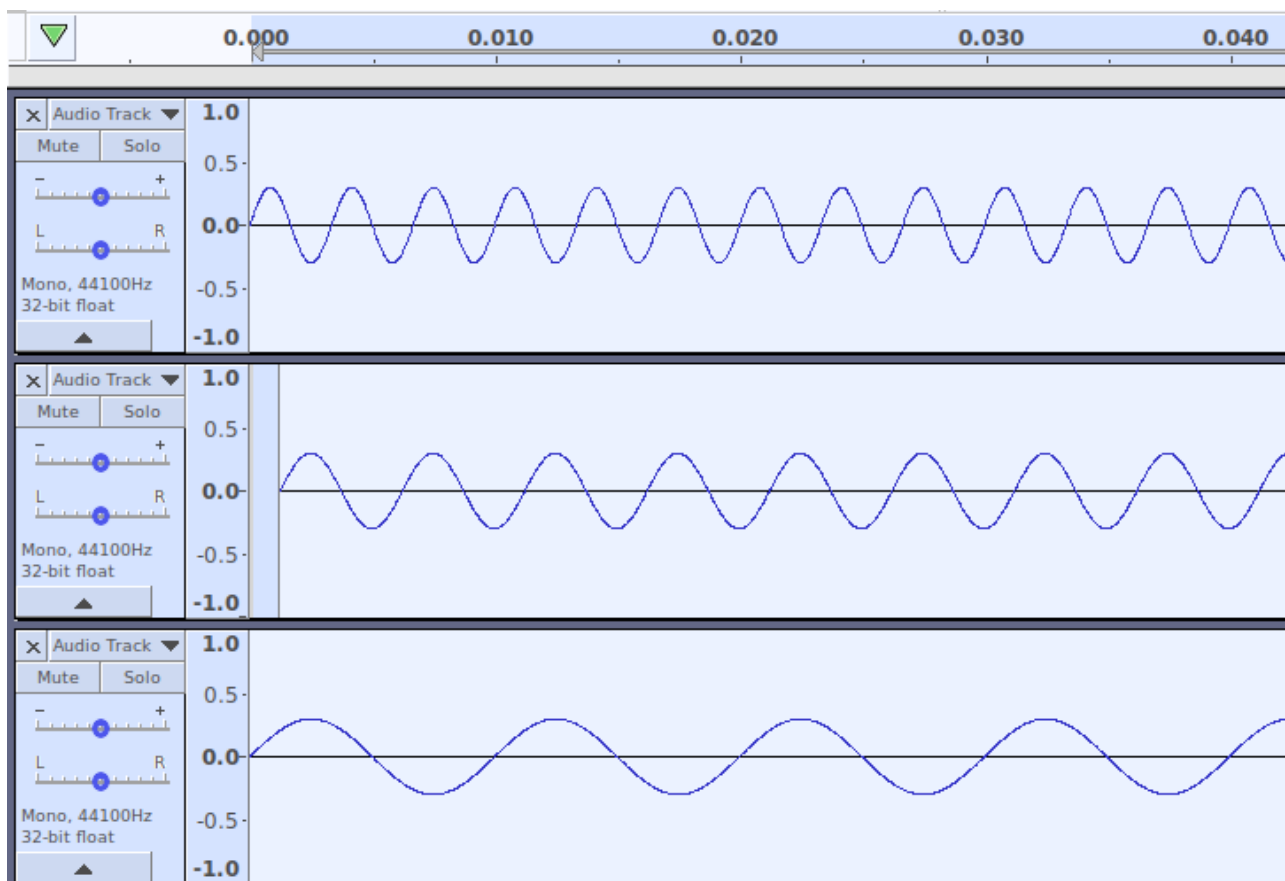 0.000 0.010 0.020 0.030 0.040
× Audio Track 1.0
Mute Solo
0.5
- +
0.0
L R
Mono, 44100Hz
-0.5
32-bit float
-1.0
× Audio Track 1.0
Mute Solo
0.5
- +
0.0
L R
Mono, 44100Hz
-0.5
32-bit float
-1.0
× Audio Track 1.0
Mute Solo
0.5
- +
0.0
L R
Mono, 44100Hz
-0.5
32-bit float
-1.0